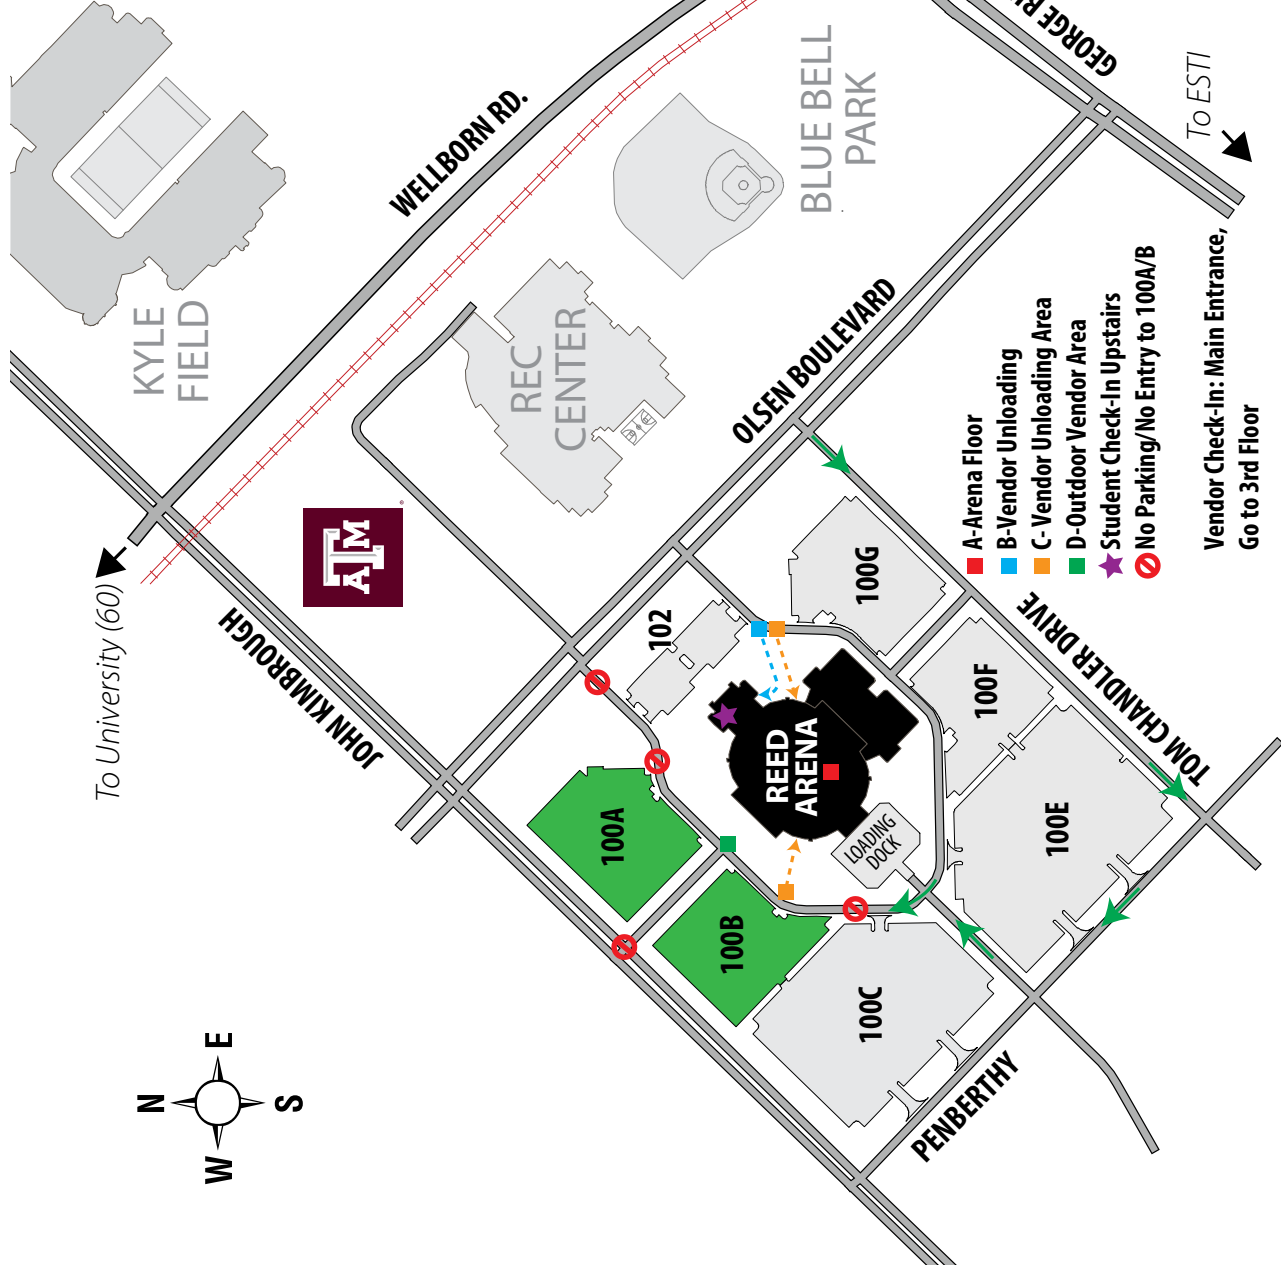 KYLE
FIELD
WELLBORN RD.
BLUE BELL
PARK
GEORGE
To ESTI
To University (60)
JOHN KIMBROUGH
ATM
REC
CENTER
OLSEN BOULEVARD
102
100G
100F
100E
100A
100B
100C
REED
ARENA
LOADING
DOCK
TOM CHANDLER DRIVE
PENBERTHY
N
E
S
W
A-Arena Floor
B-Vendor Unloading
C- Vendor Unloading Area
D-Outdoor Vendor Area
Student Check-In Upstairs
No Parking/No Entry to 100A/B
Vendor Check-In: Main Entrance,
Go to 3rd Floor